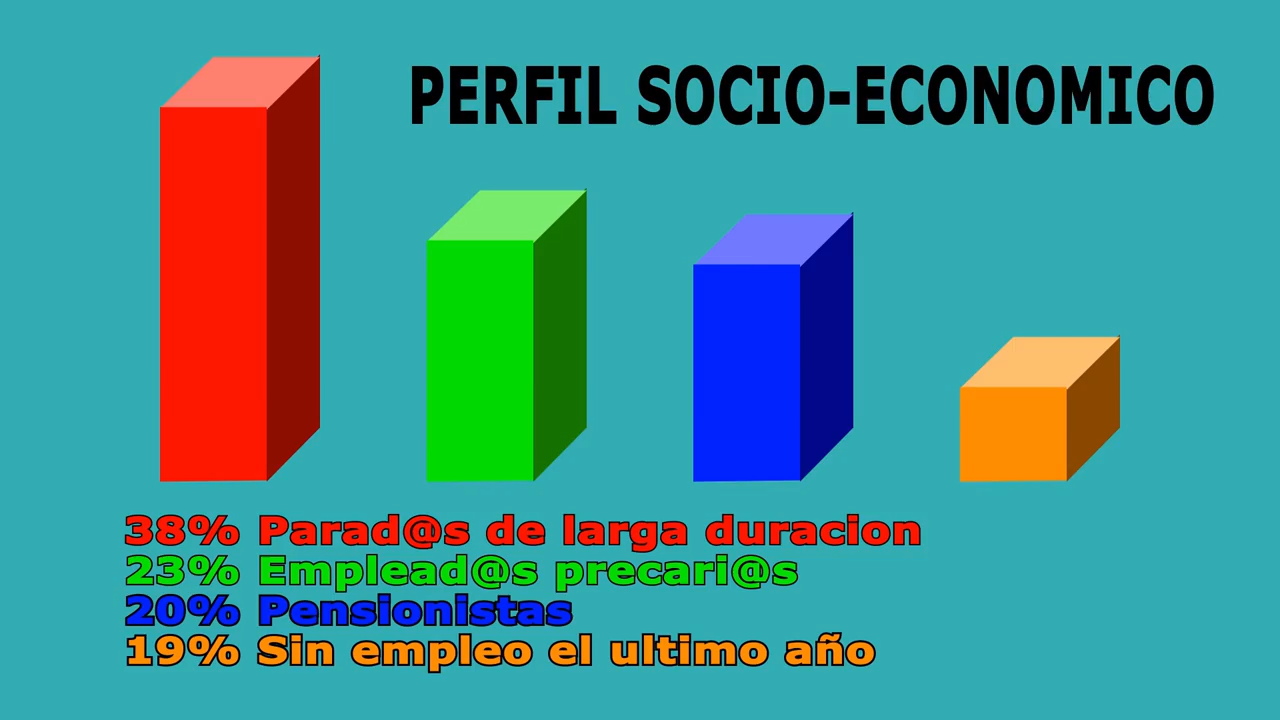 PERFIL SOCIO-ECONOMICO
38% Parad@s de larga duracion
23% Emplead@s precari@s
20% Pensionistas
19% Sin empleo el ultimo año